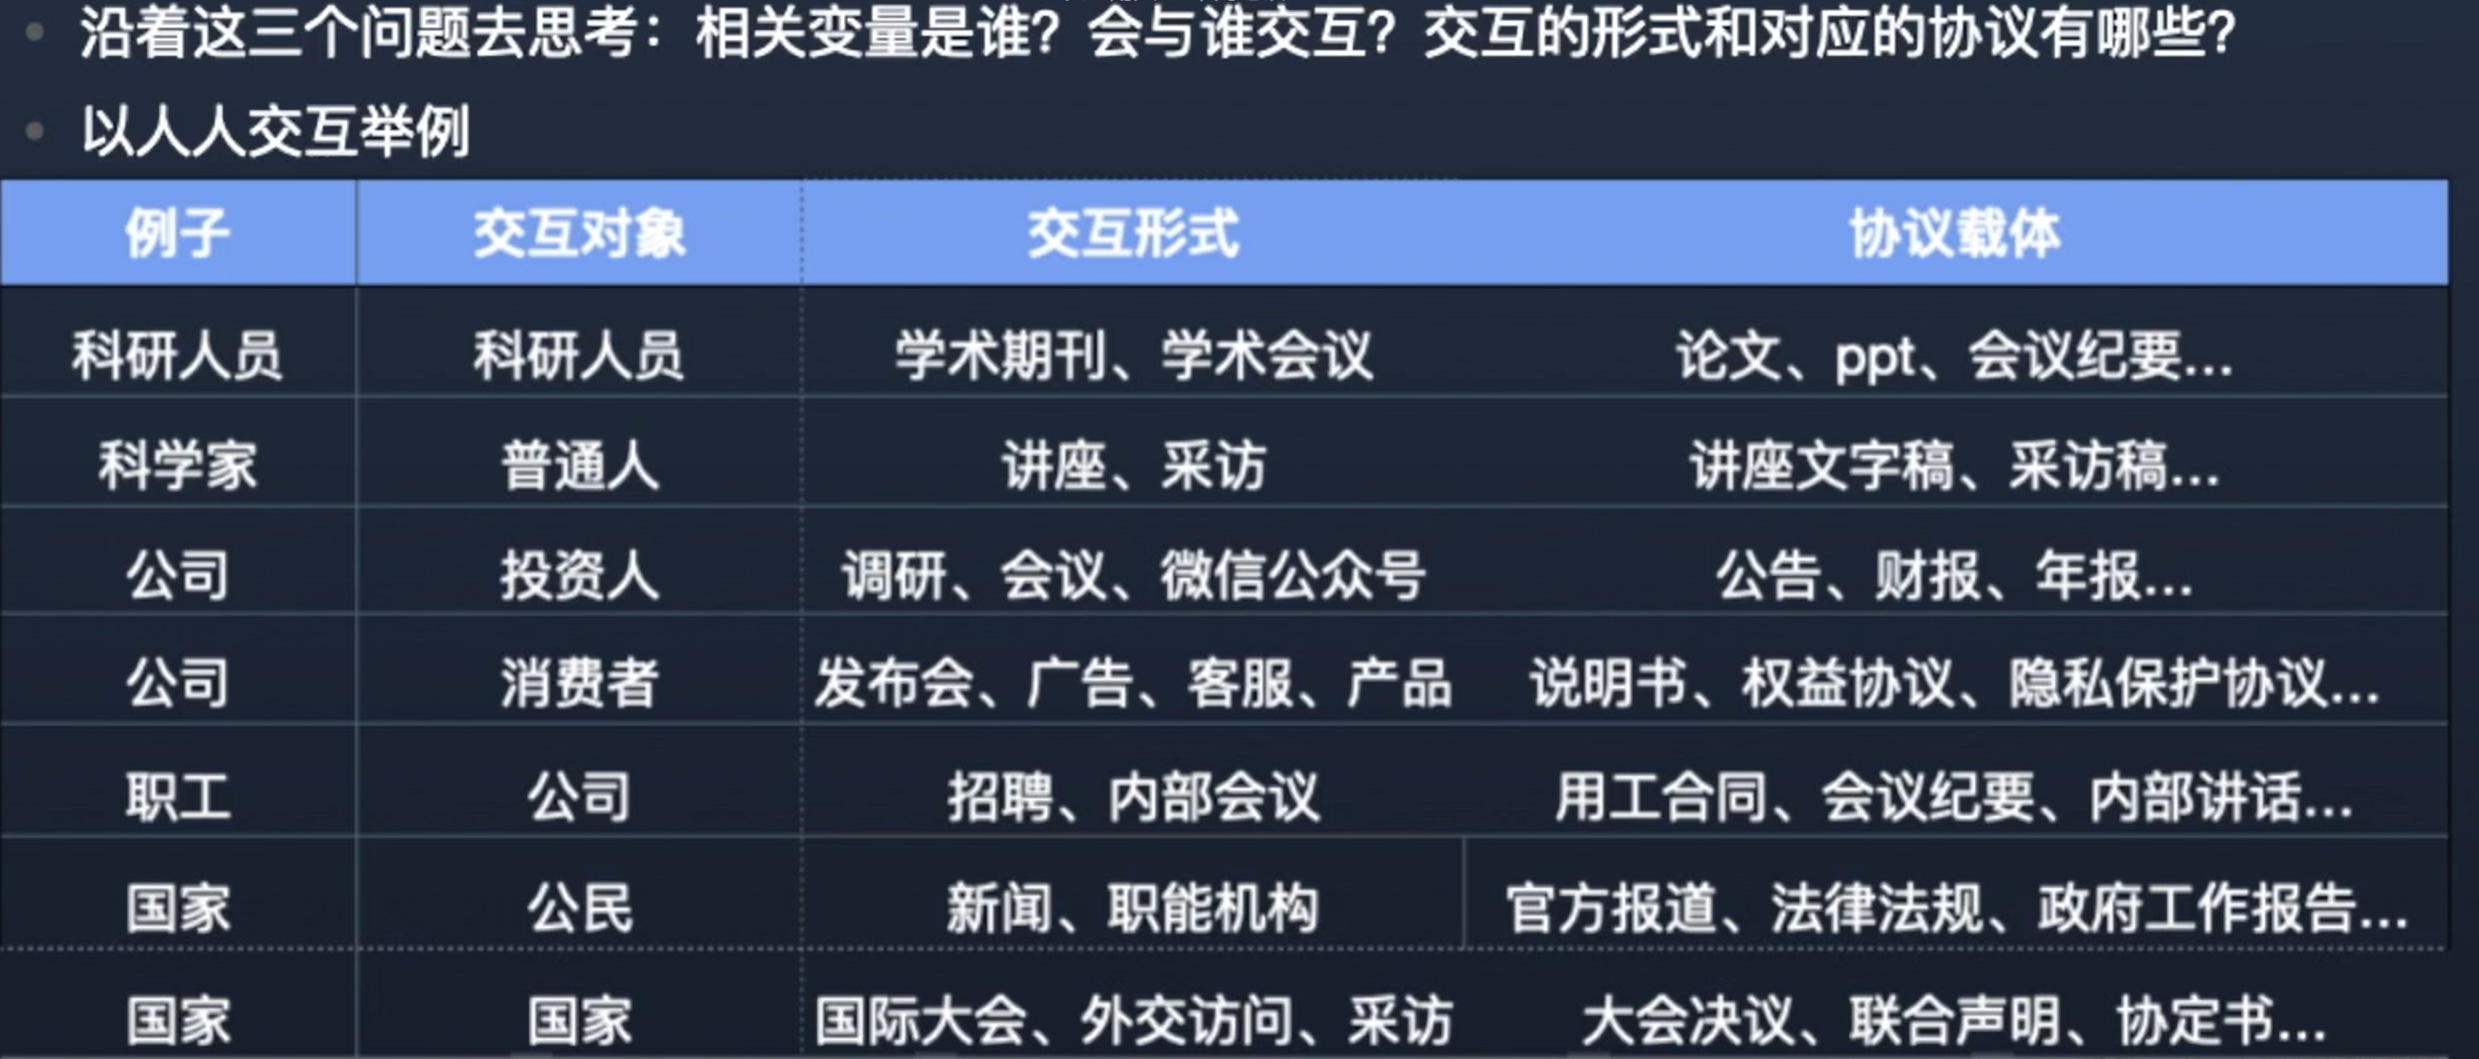 沿着这三个问题去思考：相关变量是谁？会与谁交互？交互的形式和对应的协议有哪些？
以人人交互举例
例子 交互对象 交互形式 协议载体
科研人员 科研人员 学术期刊、学术会议 论文、ppt、会议纪要...
科学家 普通人 讲座、采访 讲座文字稿、采访稿...
公司 投资人 调研、会议、微信公众号 公告、财报、年报...
公司 消费者 发布会、广告、客服、产品 说明书、权益协议、隐私保护协议...
职工 公司 招聘、内部会议 用工合同、会议纪要、内部讲话...
国家 公民 新闻、职能机构 官方报道、法律法规、政府工作报告...
国家 国家 国际大会、外交访问、采访 大会决议、联合声明、协定书...